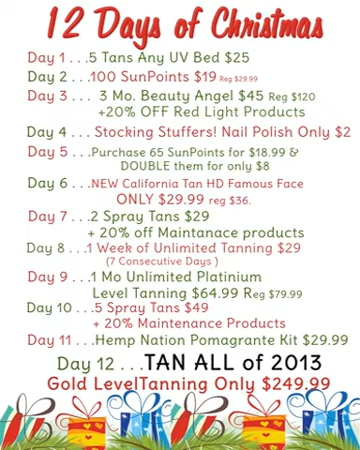 12 Days of Christmas
Day 1 . . .5 Tans Any UV Bed $25
Day 2 . . .100 SunPoints $19 Reg $29.99
Day 3 . . . 3 Mo. Beauty Angel $45 Reg $120
+20% OFF Red Light Products
Day 4 . . . Stocking Stuffers! Nail Polish Only $2
Day 5 . . .Purchase 65 SunPoints for $18.99 &
DOUBLE them for only $8
Day 6 . . .NEW California Tan HD Famous Face
ONLY $29.99 reg $36.
Day 7 . . .2 Spray Tans $29
+ 20% off Maintanace products
Day 8 . . .1 Week of Unlimited Tanning $29
(7 Consecutive Days )
Day 9 . . .1 Mo Unlimited Platinium
Level Tanning $64.99 Reg $79.99
Day 10 . . .5 Spray Tans $49
+ 20% Maintenance Products
Day 11 . . .Hemp Nation Pomagrante Kit $29.99
Day 12 . . .TAN ALL of 2013
Gold LevelTanning Only $249.99